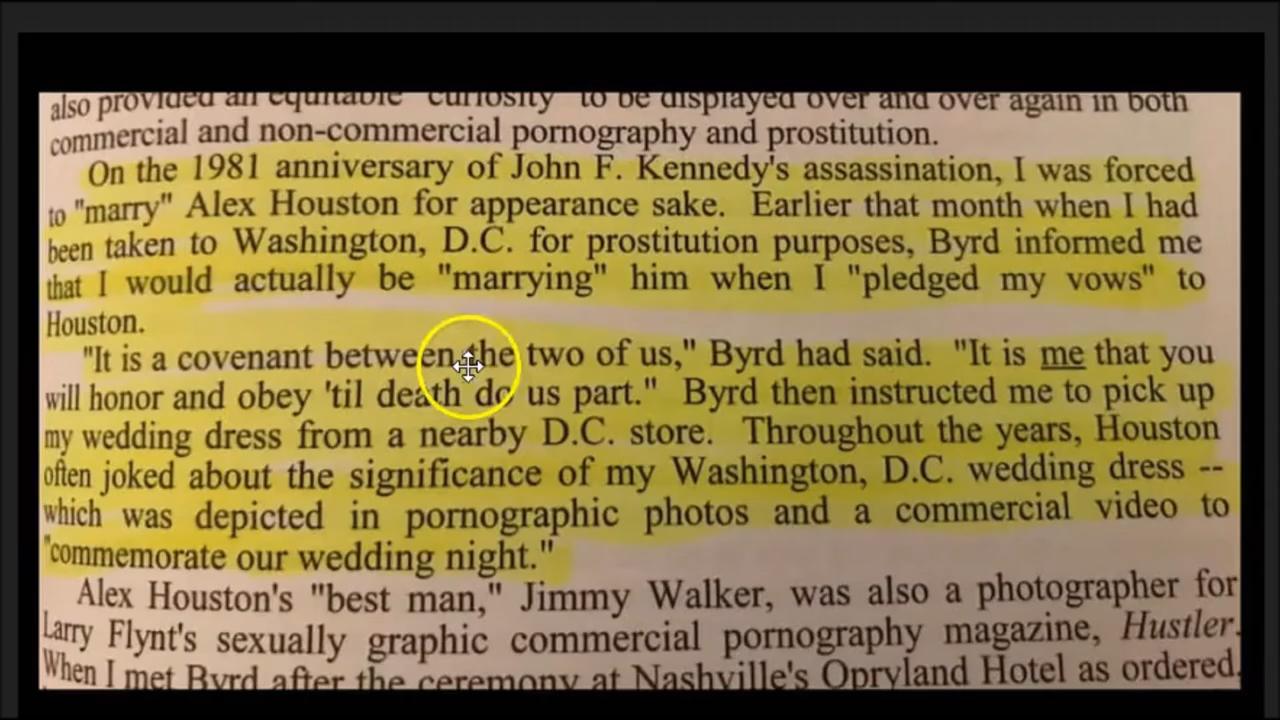 also provided an equitable "curiosity" to be displayed over and over again in both
commercial and non-commercial pornography and prostitution.
On the 1981 anniversary of John F. Kennedy's assassination, I was forced
to "marry" Alex Houston for appearance sake. Earlier that month when I had
been taken to Washington, D.C. for prostitution purposes, Byrd informed me
that I would actually be "marrying" him when I "pledged my vows" to
Houston.
"It is a covenant between the two of us," Byrd had said. "It is me that you
will honor and obey 'til death do us part." Byrd then instructed me to pick up
my wedding dress from a nearby D.C. store. Throughout the years, Houston
often joked about the significance of my Washington, D.C. wedding dress --
which was depicted in pornographic photos and a commercial video to
"commemorate our wedding night."
Alex Houston's "best man," Jimmy Walker, was also a photographer for
Larry Flynt's sexually graphic commercial pornography magazine, Hustler.
When I met Byrd after the ceremony at Nashville's Opryland Hotel as ordered,